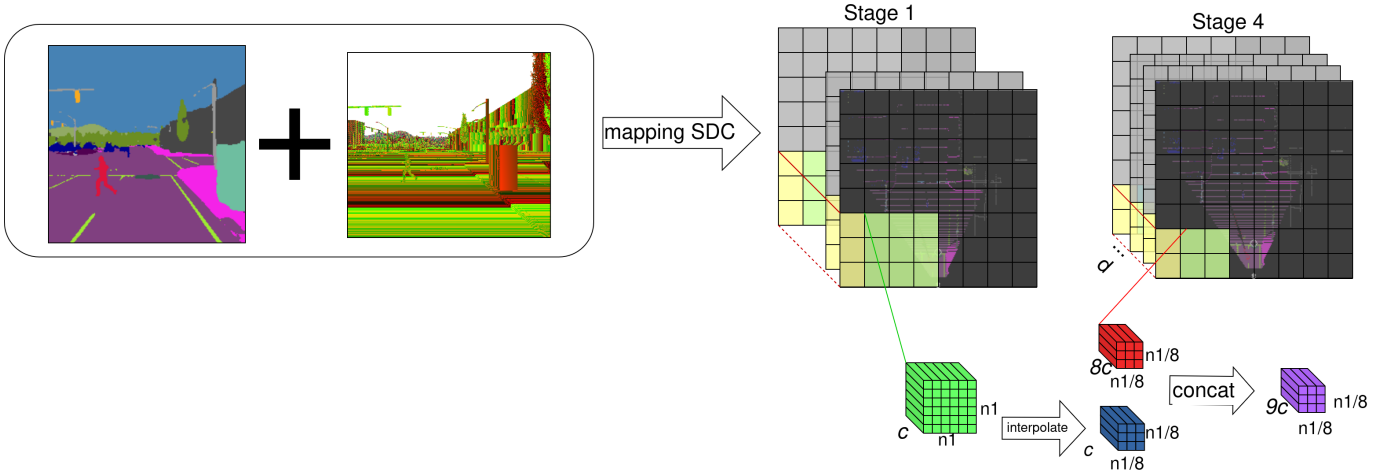 Stage 1
Stage 4
mapping SDC
d ...
8c
n1/8
n1/8
concat
9c
n1/8
n1/8
c
n1
n1
interpolate
c
n1/8
n1/8